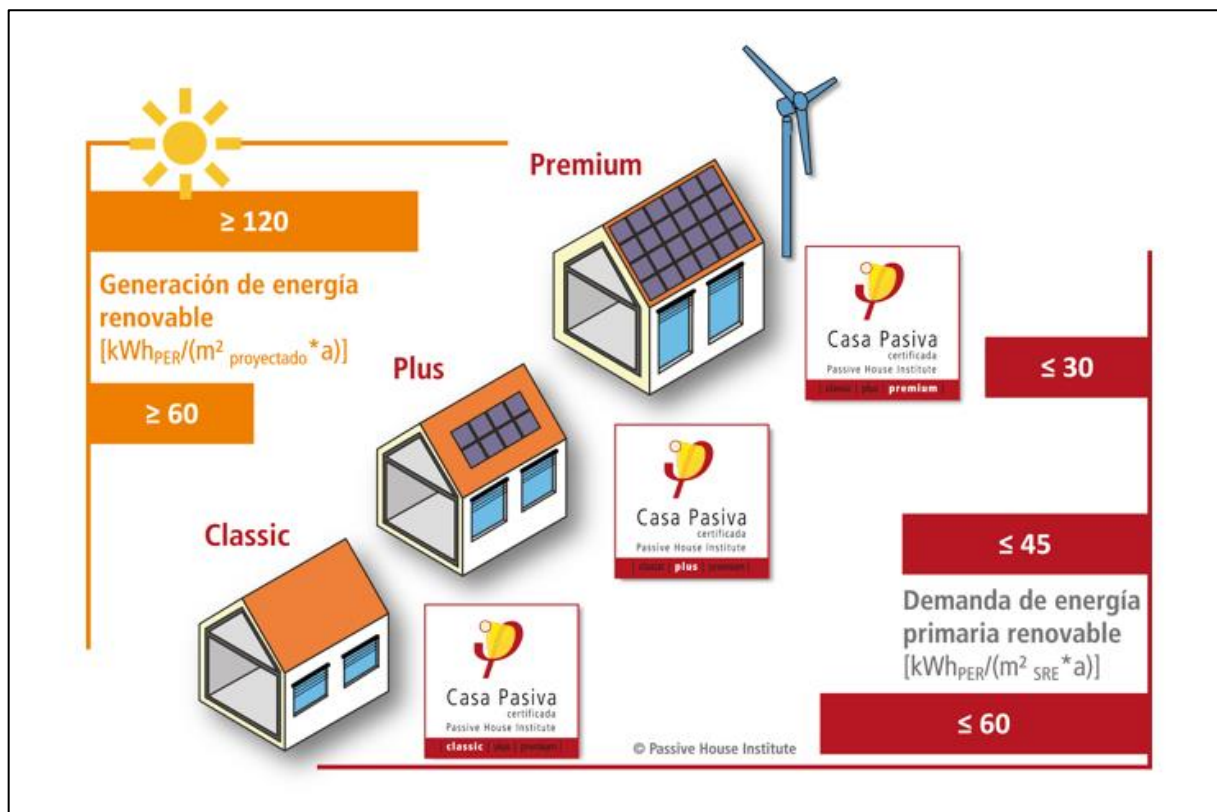 Premium
≥ 120
Generación de energía
renovable
[kWhPER/(m² proyectado*a)]
≥ 60
Casa Pasiva
certificada
Passive House Institute
| classic | plus | premium |
≤ 30
Plus
Casa Pasiva
certificada
Passive House Institute
| classic | plus | premium |
≤ 45
Demanda de energía
primaria renovable
[kWhPER/(m² SRE*a)]
≤ 60
Classic
Casa Pasiva
certificada
Passive House Institute
| classic | plus | premium |
© Passive House Institute